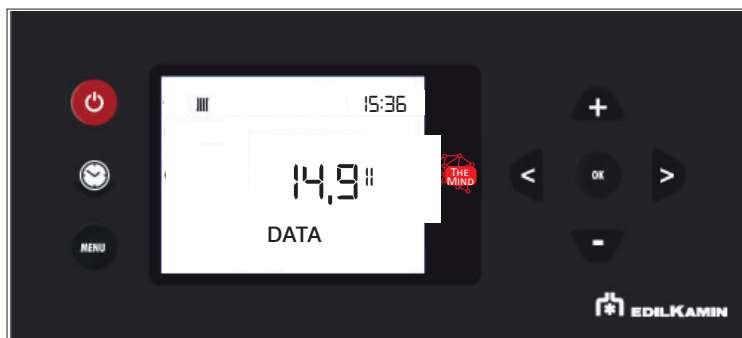 15:36
14,9"
DATA
THE
MIND
+
<
OK
>
MENU
-
EDILKAMIN